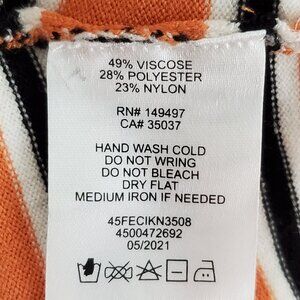 49% VISCOSE
28% POLYESTER
23% NYLON
RN# 149497
CA# 35037
HAND WASH COLD
DO NOT WRING
DO NOT BLEACH
DRY FLAT
MEDIUM IRON IF NEEDED
45FECIKN3508
4500472692
05/2021